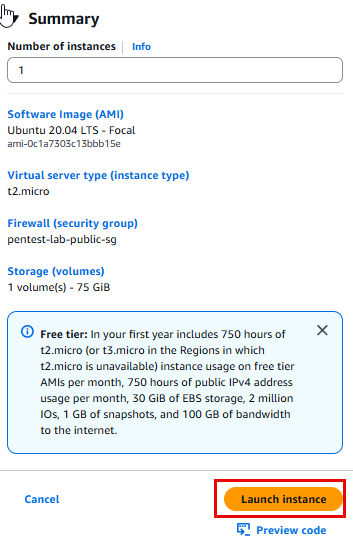 Summary
Number of instances Info
1
Software Image (AMI)
Ubuntu 20.04 LTS - Focal
ami-0c1a7303c13bbb15e
Virtual server type (instance type)
t2.micro
Firewall (security group)
pentest-lab-public-sg
Storage (volumes)
1 volume(s) - 75 GiB
Free tier: In your first year includes 750 hours of
t2.micro (or t3.micro in the Regions in which
t2.micro is unavailable) instance usage on free tier
AMIs per month, 750 hours of public IPv4 address
usage per month, 30 GiB of EBS storage, 2 million
IOs, 1 GB of snapshots, and 100 GB of bandwidth
to the internet.
Cancel Launch instance
Preview code